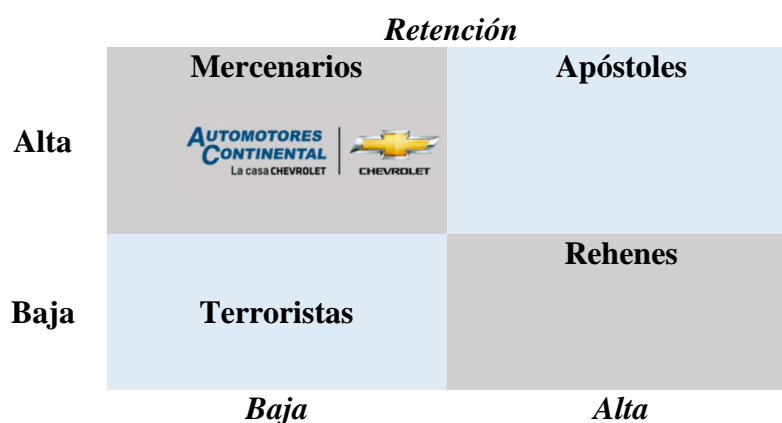 Retención
Mercenarios Apóstoles
Alta
AUTOMOTORES
CONTINENTAL
La casa CHEVROLET
CHEVROLET
Rehenes
Baja Terroristas
Baja Alta